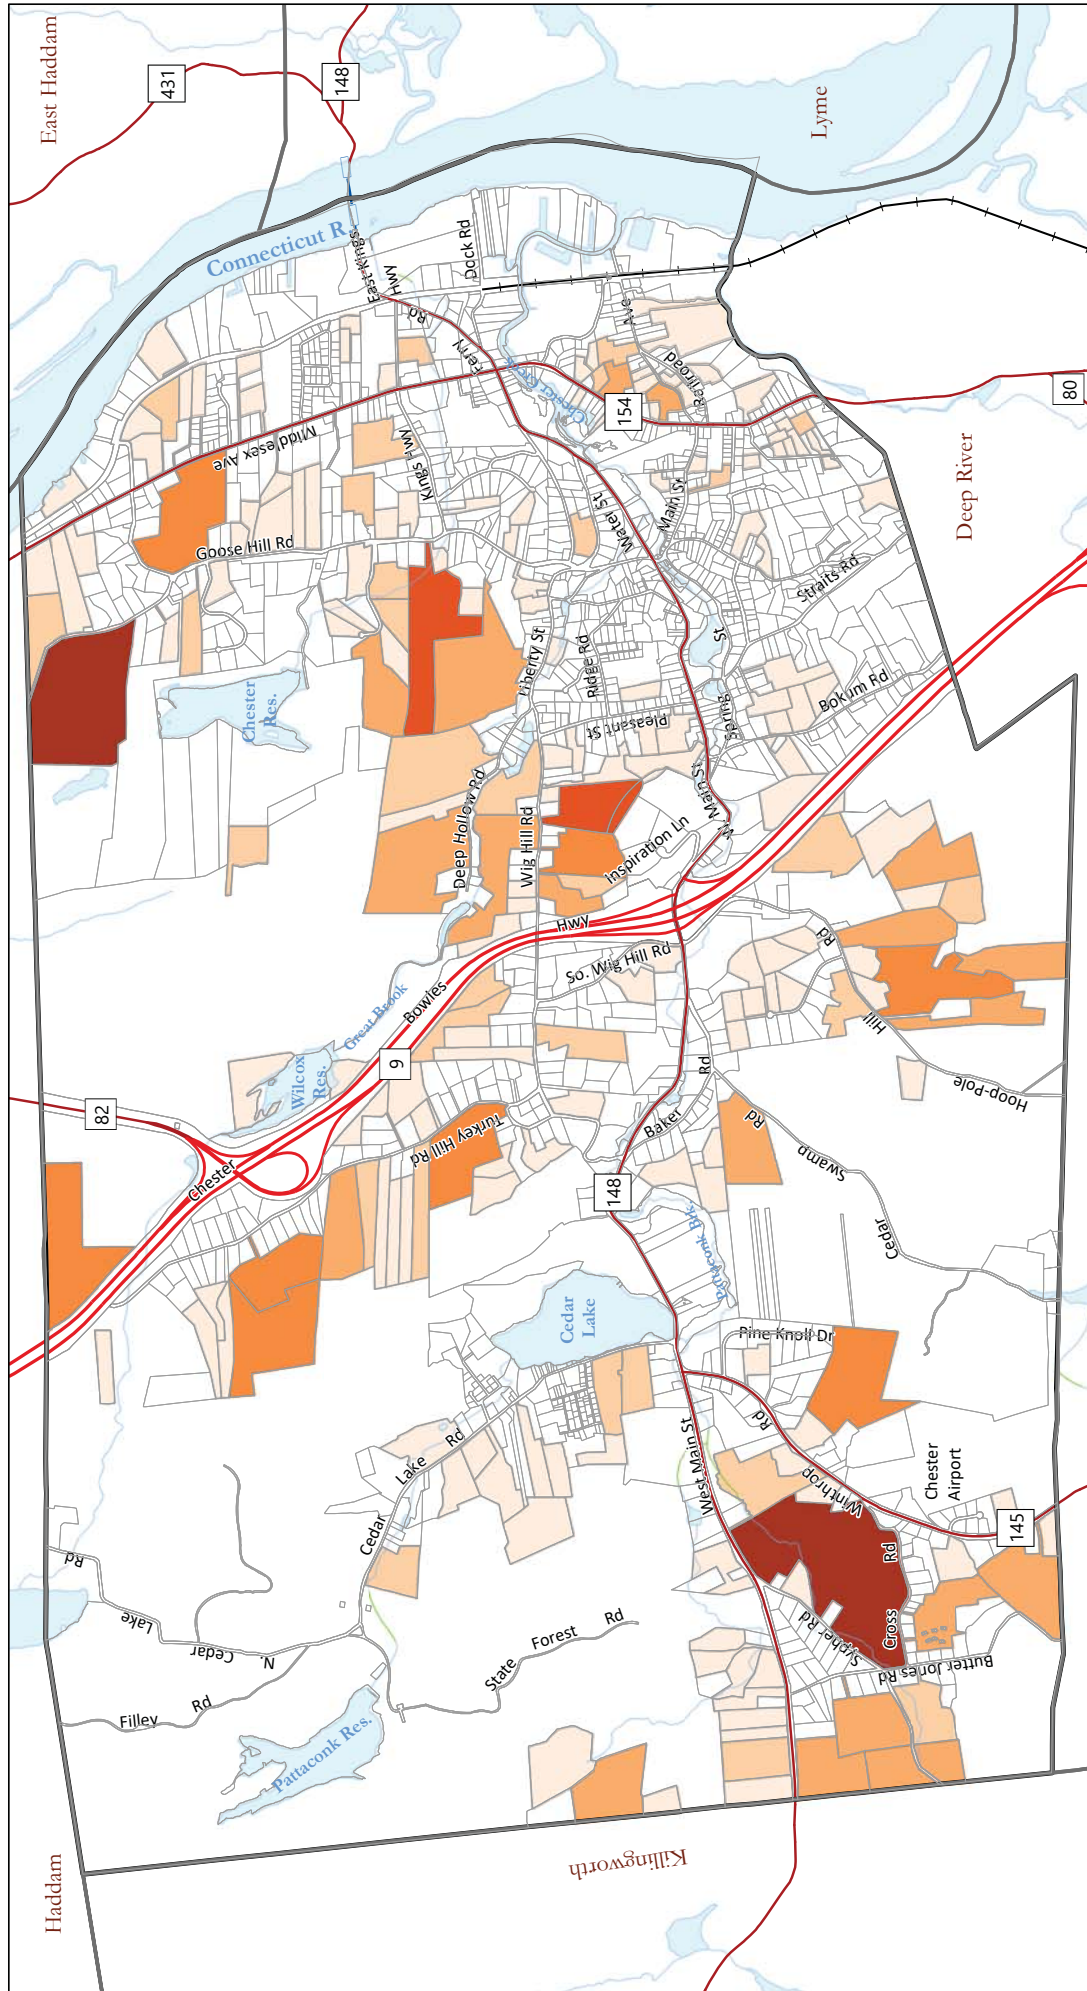 East Haddam
431
148
Lyme
Connecticut R.
East Kings
Hwy
Dock Rd
Ferry
Rd
Chester Creek
Ave
Railroad
154
80
Middlesex Ave
Kings Hwy
Goose Hill Rd
Water St
Main St
Deep River
Straits Rd
Liberty St
Ridge Rd
St
Spring
Pleasant St
Bokum Rd
Chester
Res.
Deep Hollow Rd
Wig Hill Rd
W. Main St
Inspiration Ln
Hwy
So. Wig Hill Rd
Rd
Hill
Hoop-Pole
Bowles
Great Brook
9
Wilcox
Res.
82
Chester
Turkey Hill Rd
Baker
Rd
Rd
Swamp
Cedar
148
Pattaconk Brk
Cedar
Lake
Pine Knoll Dr
West Main St
Rd
Winthrop
Chester
Airport
145
Cedar
Lake
Rd
Rd
Lake
Cedar
N.
Filley
Rd
State
Forest
Rd
Sypher Rd
Cross
Rd
Butter Jones Rd
Pattaconk Res.
Haddam
Killingworth